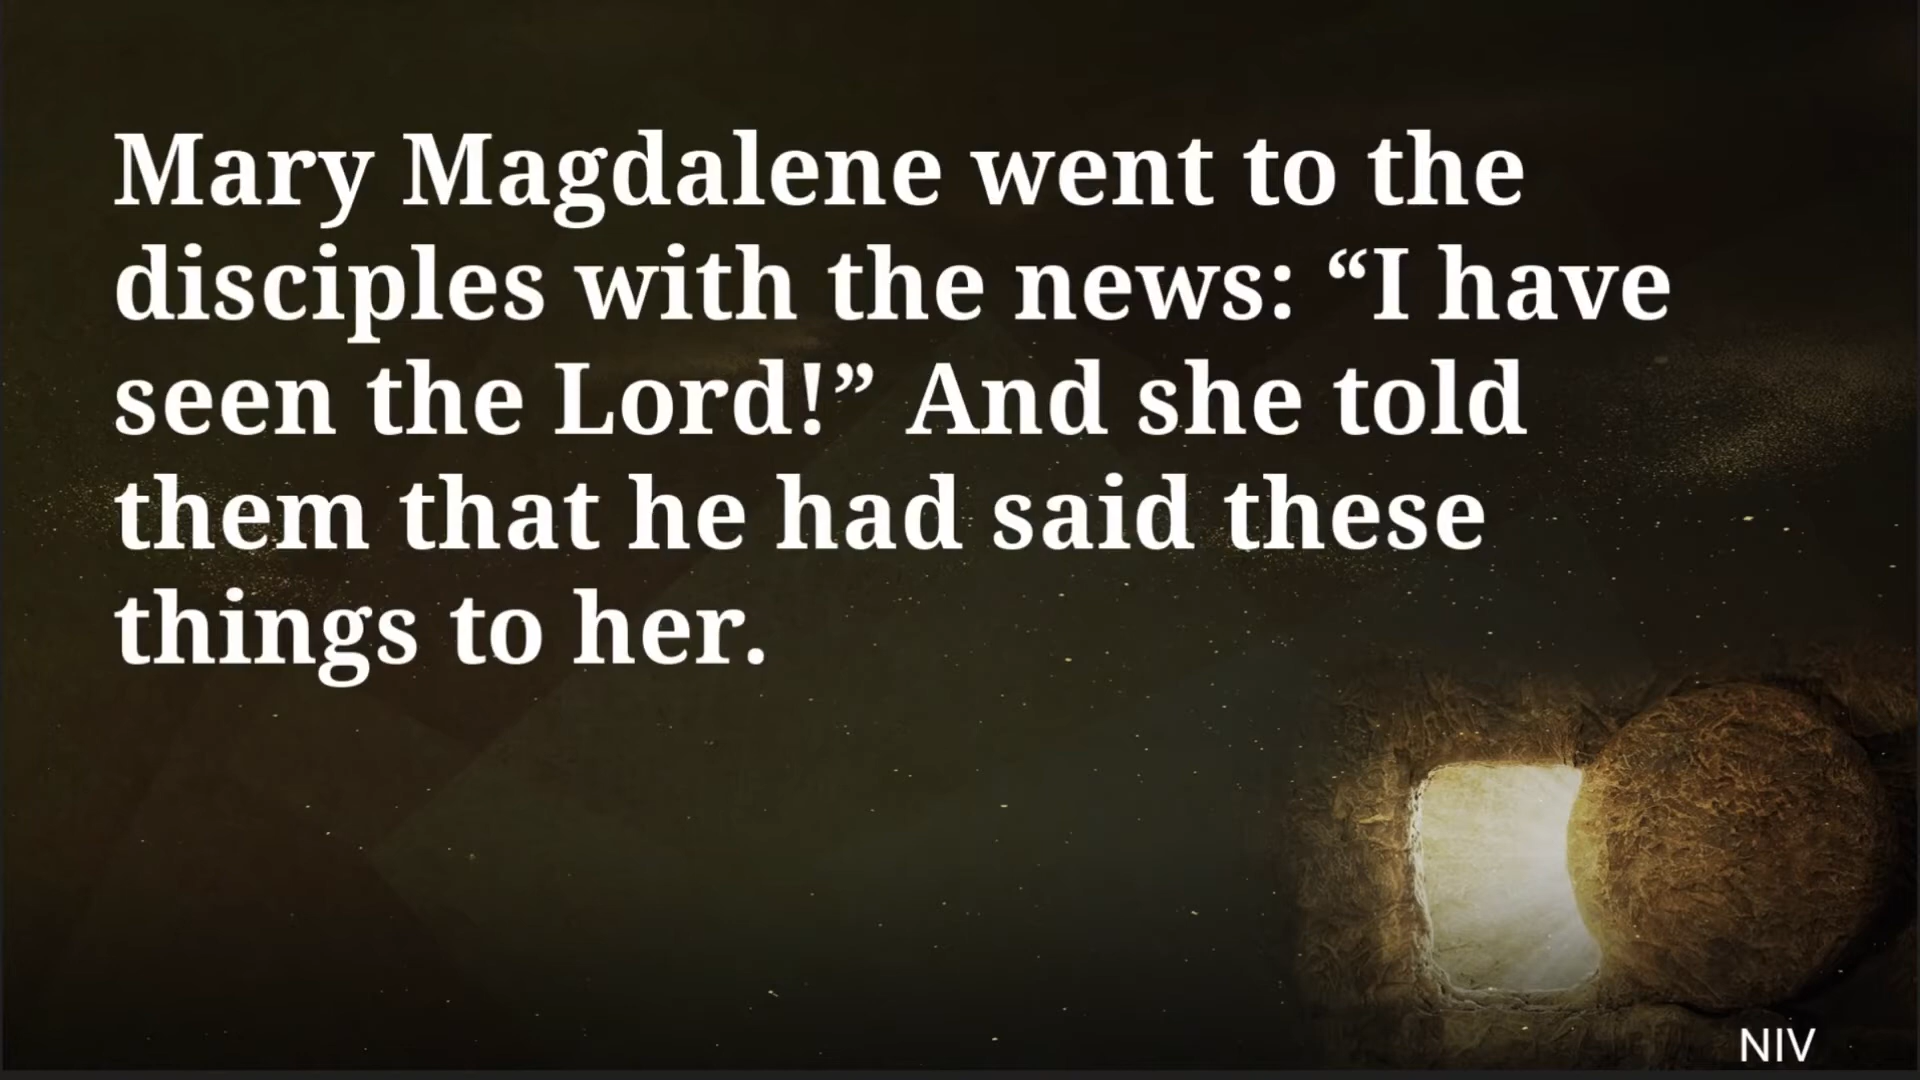 Mary Magdalene went to the
disciples with the news: “I have
seen the Lord!” And she told
them that he had said these
things to her.
NIV